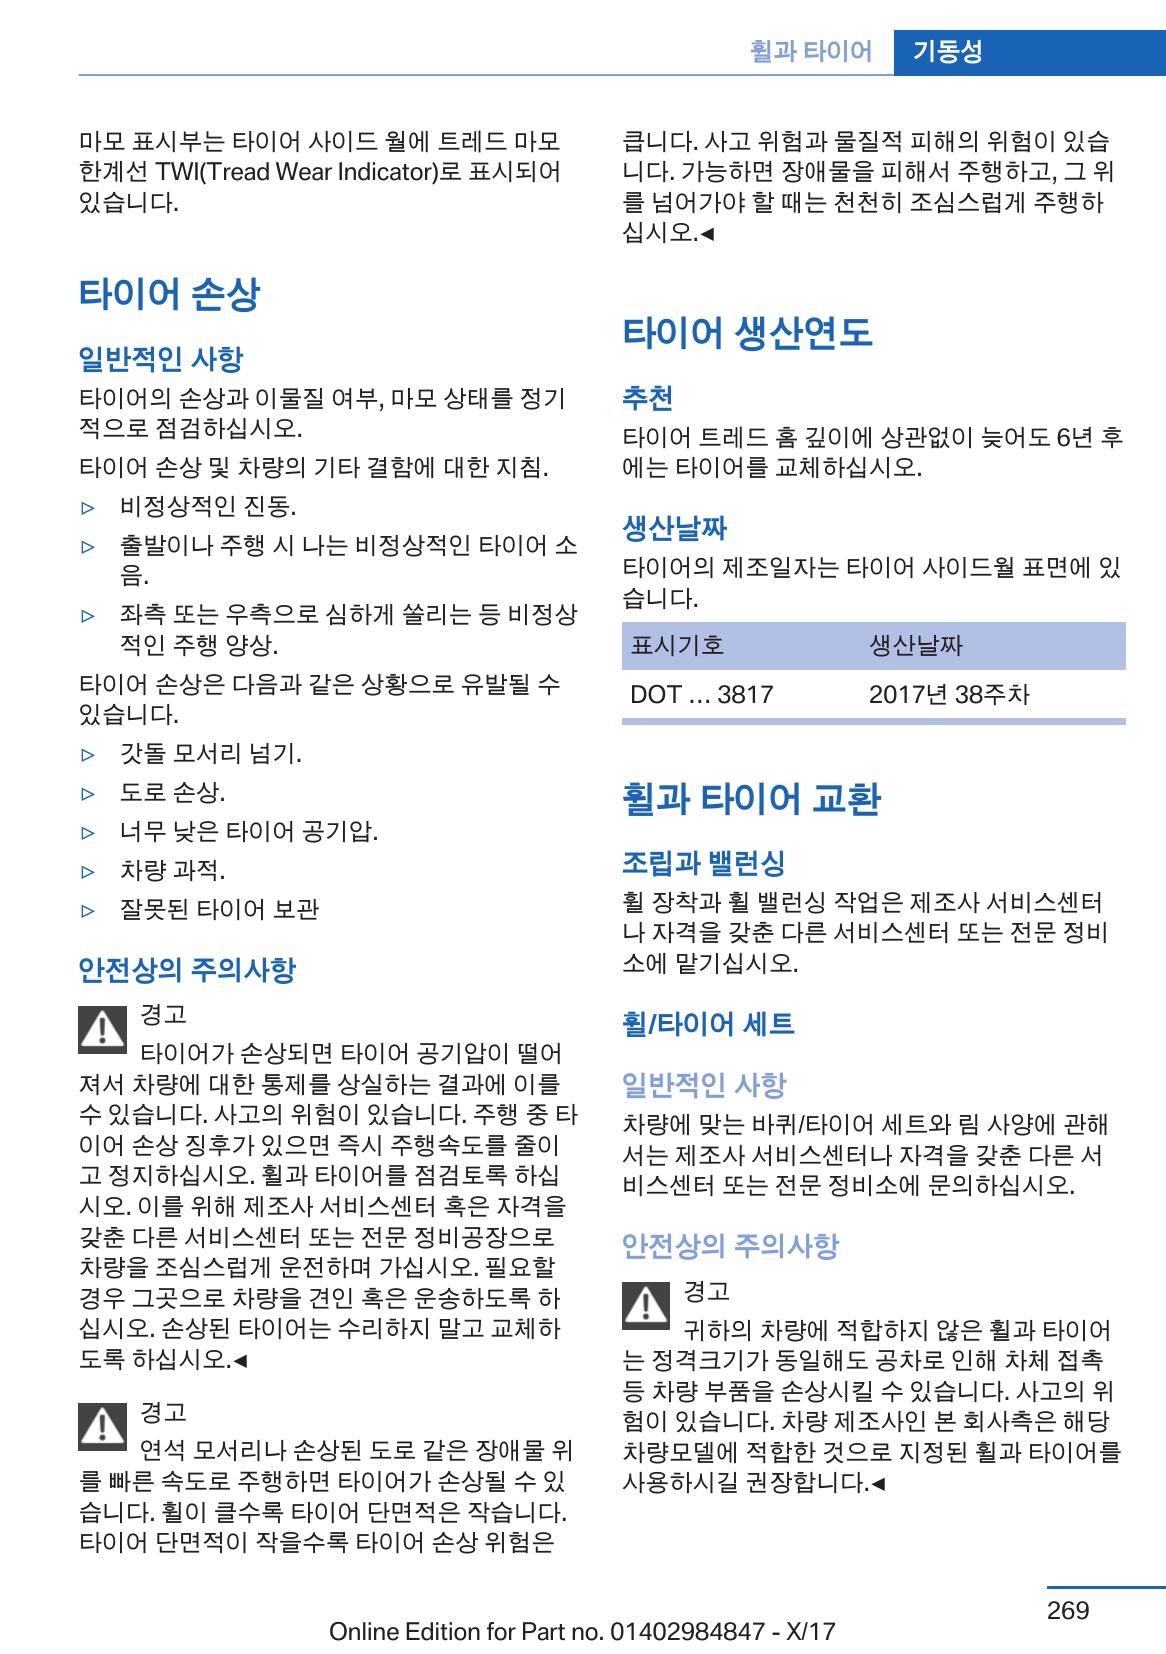 휠과 타이어 기동성
마모 표시부는 타이어 사이드 월에 트레드 마모
한계선 TWI(Tread Wear Indicator)로 표시되어
있습니다.
타이어 손상
일반적인 사항
타이어의 손상과 이물질 여부, 마모 상태를 정기
적으로 점검하십시오.
타이어 손상 및 차량의 기타 결함에 대한 지침.
▷ 비정상적인 진동.
▷ 출발이나 주행 시 나는 비정상적인 타이어 소
음.
▷ 좌측 또는 우측으로 심하게 쏠리는 등 비정상
적인 주행 양상.
타이어 손상은 다음과 같은 상황으로 유발될 수
있습니다.
▷ 갓돌 모서리 넘기.
▷ 도로 손상.
▷ 너무 낮은 타이어 공기압.
▷ 차량 과적.
▷ 잘못된 타이어 보관
안전상의 주의사항
경고
타이어가 손상되면 타이어 공기압이 떨어
져서 차량에 대한 통제를 상실하는 결과에 이를
수 있습니다. 사고의 위험이 있습니다. 주행 중 타
이어 손상 징후가 있으면 즉시 주행속도를 줄이
고 정지하십시오. 휠과 타이어를 점검토록 하십
시오. 이를 위해 제조사 서비스센터 혹은 자격을
갖춘 다른 서비스센터 또는 전문 정비공장으로
차량을 조심스럽게 운전하며 가십시오. 필요할
경우 그곳으로 차량을 견인 혹은 운송하도록 하
십시오. 손상된 타이어는 수리하지 말고 교체하
도록 하십시오.◄
경고
연석 모서리나 손상된 도로 같은 장애물 위
를 빠른 속도로 주행하면 타이어가 손상될 수 있
습니다. 휠이 클수록 타이어 단면적은 작습니다.
타이어 단면적이 작을수록 타이어 손상 위험은
큽니다. 사고 위험과 물질적 피해의 위험이 있습
니다. 가능하면 장애물을 피해서 주행하고, 그 위
를 넘어가야 할 때는 천천히 조심스럽게 주행하
십시오.◄
타이어 생산연도
추천
타이어 트레드 홈 깊이에 상관없이 늦어도 6년 후
에는 타이어를 교체하십시오.
생산날짜
타이어의 제조일자는 타이어 사이드월 표면에 있
습니다.
표시기호 생산날짜
DOT … 3817 2017년 38주차
휠과 타이어 교환
조립과 밸런싱
휠 장착과 휠 밸런싱 작업은 제조사 서비스센터
나 자격을 갖춘 다른 서비스센터 또는 전문 정비
소에 맡기십시오.
휠/타이어 세트
일반적인 사항
차량에 맞는 바퀴/타이어 세트와 림 사양에 관해
서는 제조사 서비스센터나 자격을 갖춘 다른 서
비스센터 또는 전문 정비소에 문의하십시오.
안전상의 주의사항
경고
귀하의 차량에 적합하지 않은 휠과 타이어
는 정격크기가 동일해도 공차로 인해 차체 접촉
등 차량 부품을 손상시킬 수 있습니다. 사고의 위
험이 있습니다. 차량 제조사인 본 회사측은 해당
차량모델에 적합한 것으로 지정된 휠과 타이어를
사용하시길 권장합니다.◄
269
Online Edition for Part no. 01402984847 - X/17